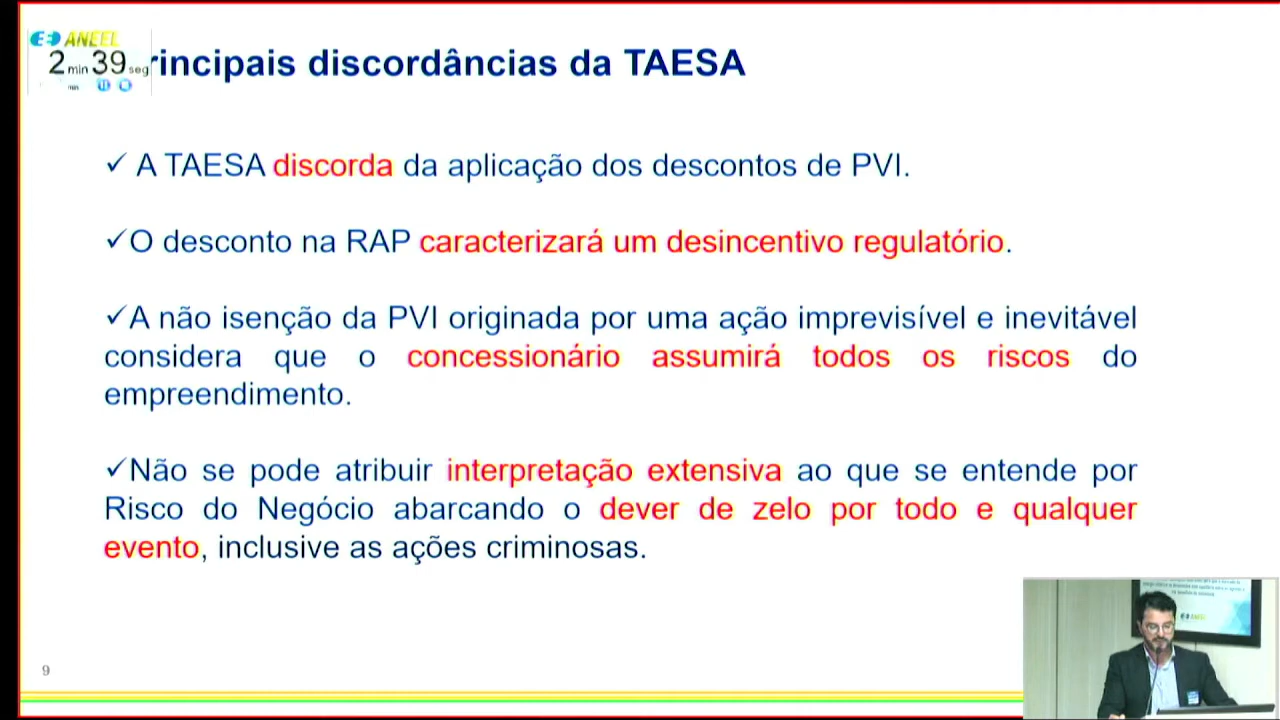 ANEEL
2 min 39 seg
rincipais discordâncias da TAESA
✓ A TAESA discorda da aplicação dos descontos de PVI.
✓O desconto na RAP caracterizará um desincentivo regulatório.
✓A não isenção da PVI originada por uma ação imprevisível e inevitável
considera que o concessionário assumirá todos os riscos do
empreendimento.
✓Não se pode atribuir interpretação extensiva ao que se entende por
Risco do Negócio abarcando o dever de zelo por todo e qualquer
evento, inclusive as ações criminosas.
9
ANEEL